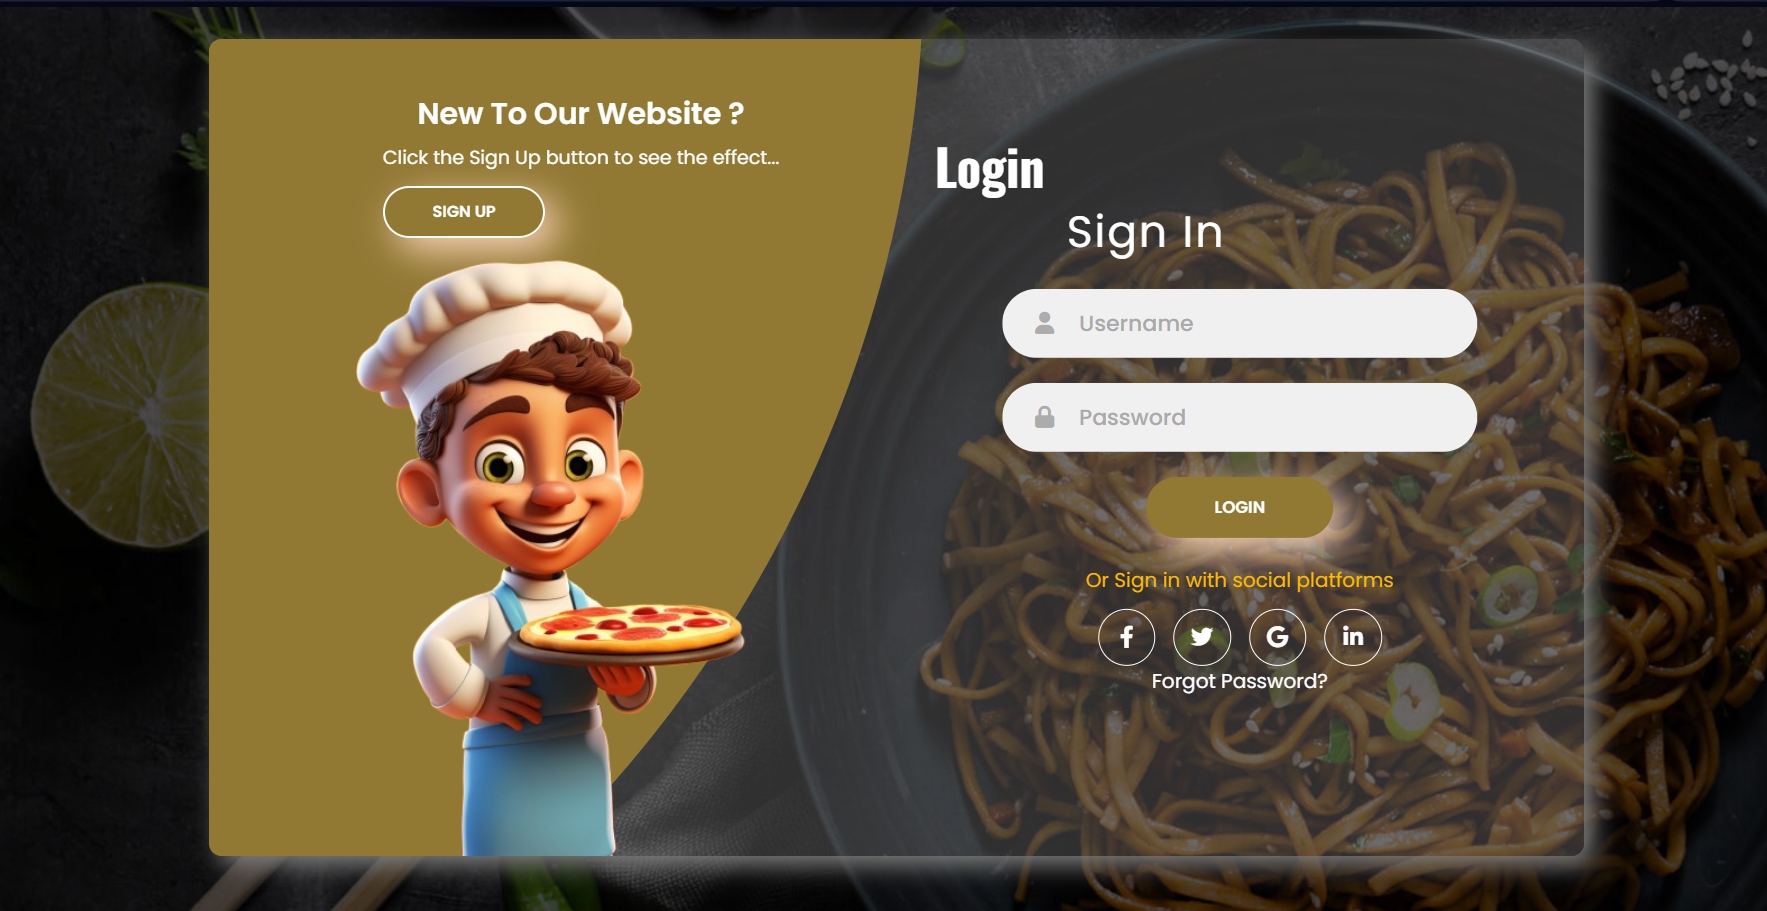 New To Our Website ?
Click the Sign Up button to see the effect...
SIGN UP
Login
Sign In
Username
Password
LOGIN
Or Sign in with social platforms
Forgot Password?